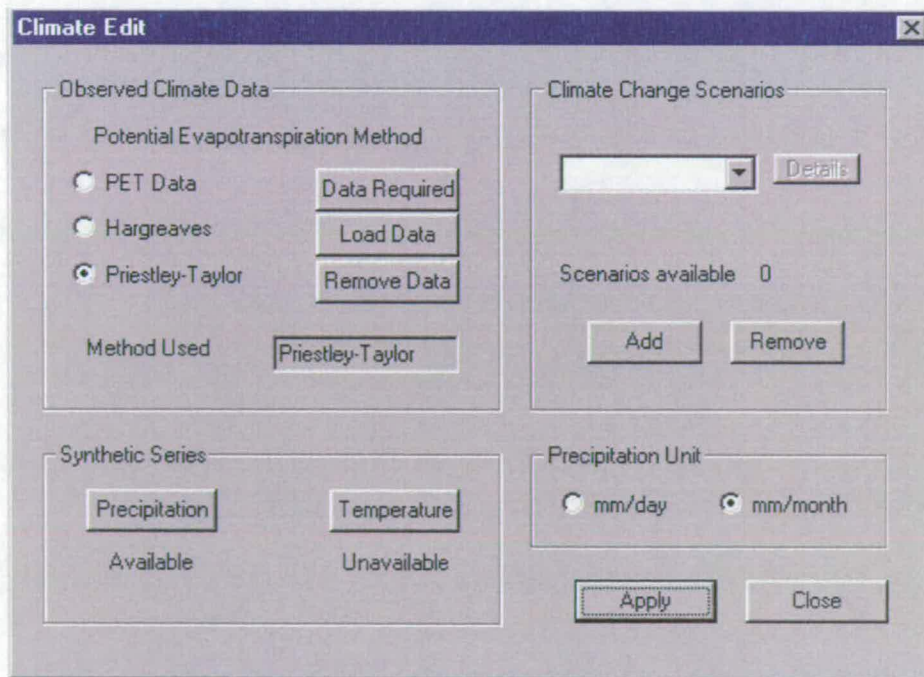 Climate Edit
Observed Climate Data
Potential Evapotranspiration Method
PET Data
Data Required
Hargreaves
Load Data
Priestley-Taylor
Remove Data
Method Used
Priestley-Taylor
Climate Change Scenarios
Details
Scenarios available 0
Add
Remove
Synthetic Series
Precipitation
Temperature
Available
Unavailable
Precipitation Unit
mm/day
mm/month
Apply
Close